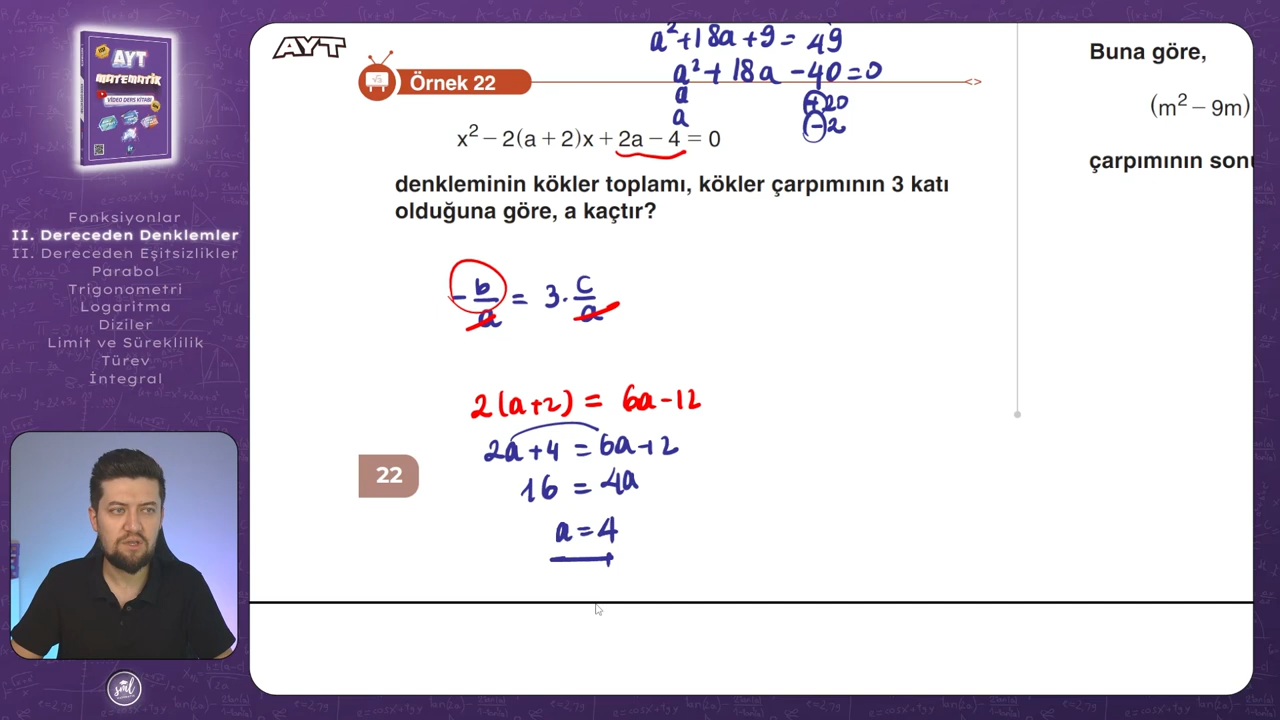 AYT
MATEMATİK
VİDEO DERS KİTABI
Fonksiyonlar
II. Dereceden Denklemler
II. Dereceden Eşitsizlikler
Parabol
Trigonometri
Logaritma
Diziler
Limit ve Süreklilik
Türev
İntegral
sml
AYT
a²+18a+9=49
a²+18a-40=0
a +20
a -2
Örnek 22
<>
x² − 2(a + 2)x + 2a − 4 = 0
denkleminin kökler toplamı, kökler çarpımının 3 katı
olduğuna göre, a kaçtır?
-b/a = 3.c/a
2(a+2) = 6a-12
2a+4 = 6a+2
16 = 4a
a=4
22
Buna göre,
(m² − 9m)
çarpımının sonu